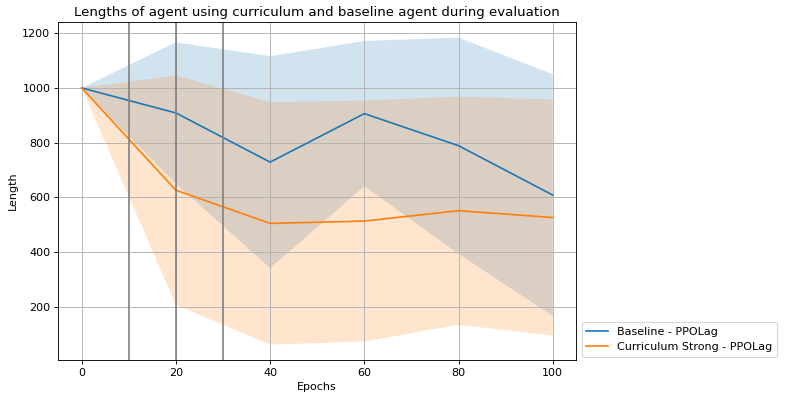 Lengths of agent using curriculum and baseline agent during evaluation
1200
1000
800
600
400
200
Length
0 20 40 60 80 100
Epochs
Baseline - PPOLag
Curriculum Strong - PPOLag